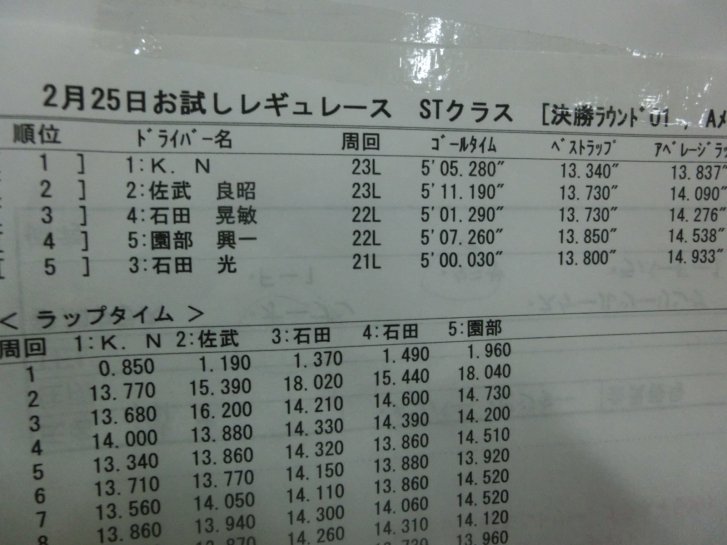 2月25日お試しレギュレース STクラス [決勝ラウンド01 , Aメ
順位 ドライバー名 周回 ゴールタイム ベストラップ アベレージラッ
[ 1 ] 1:K. N 23L 5'05.280" 13.340" 13.837"
[ 2 ] 2:佐武 良昭 23L 5'11.190" 13.730" 14.090"
[ 3 ] 4:石田 晃敏 22L 5'01.290" 13.730" 14.276"
[ 4 ] 5:園部 興一 22L 5'07.260" 13.850" 14.538"
[ 5 ] 3:石田 光 21L 5'00.030" 13.800" 14.933"
< ラップタイム >
周回 1:K. N 2:佐武 3:石田 4:石田 5:園部
1 0.850 1.190 1.370 1.490 1.960
2 13.770 15.390 18.020 15.440 18.040
3 13.680 16.200 14.210 14.600 14.730
4 14.000 13.880 14.330 14.390 14.200
5 13.340 13.860 14.320 13.860 14.510
6 13.710 13.770 14.150 13.880 13.920
7 13.560 14.050 14.110 13.860 14.520
8 13.860 13.940 14.300 14.060 14.520
14.260 14.310 14.120
13.960